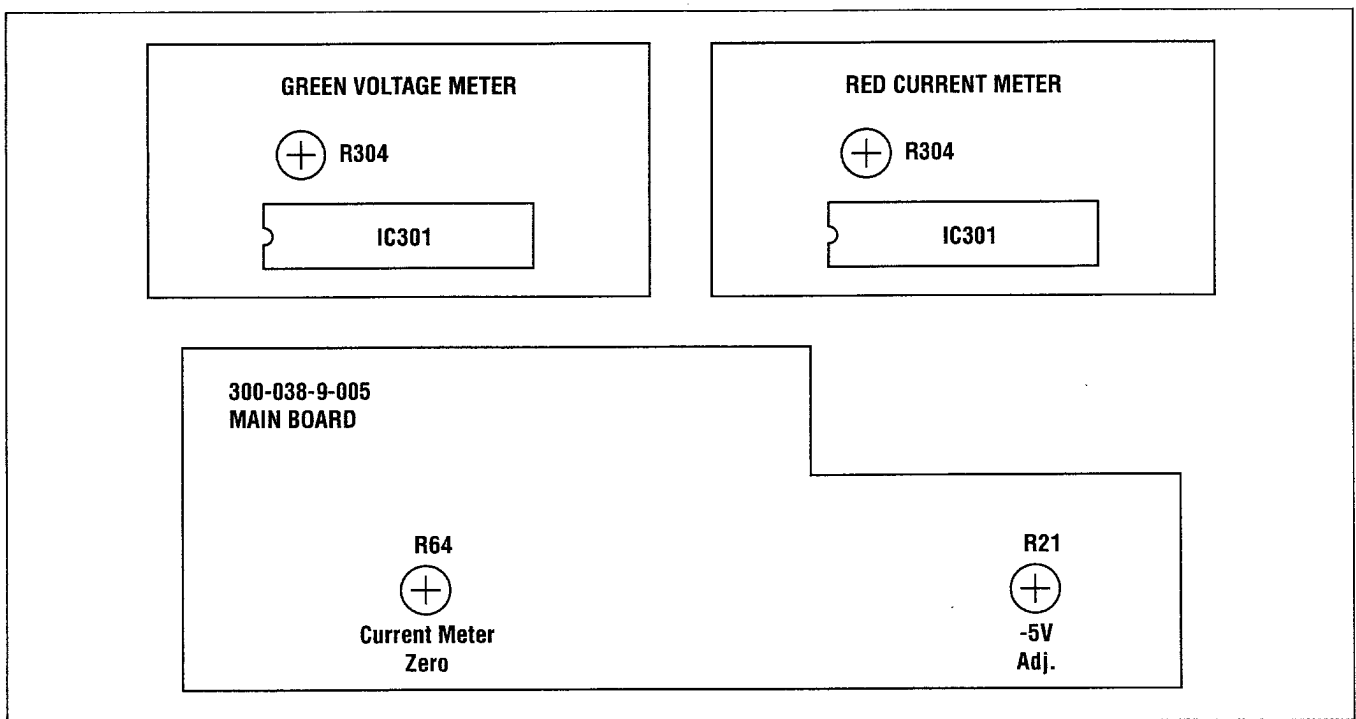 GREEN VOLTAGE METER
R304
IC301
RED CURRENT METER
R304
IC301
300-038-9-005
MAIN BOARD
R64
Current Meter
Zero
R21
-5V
Adj.